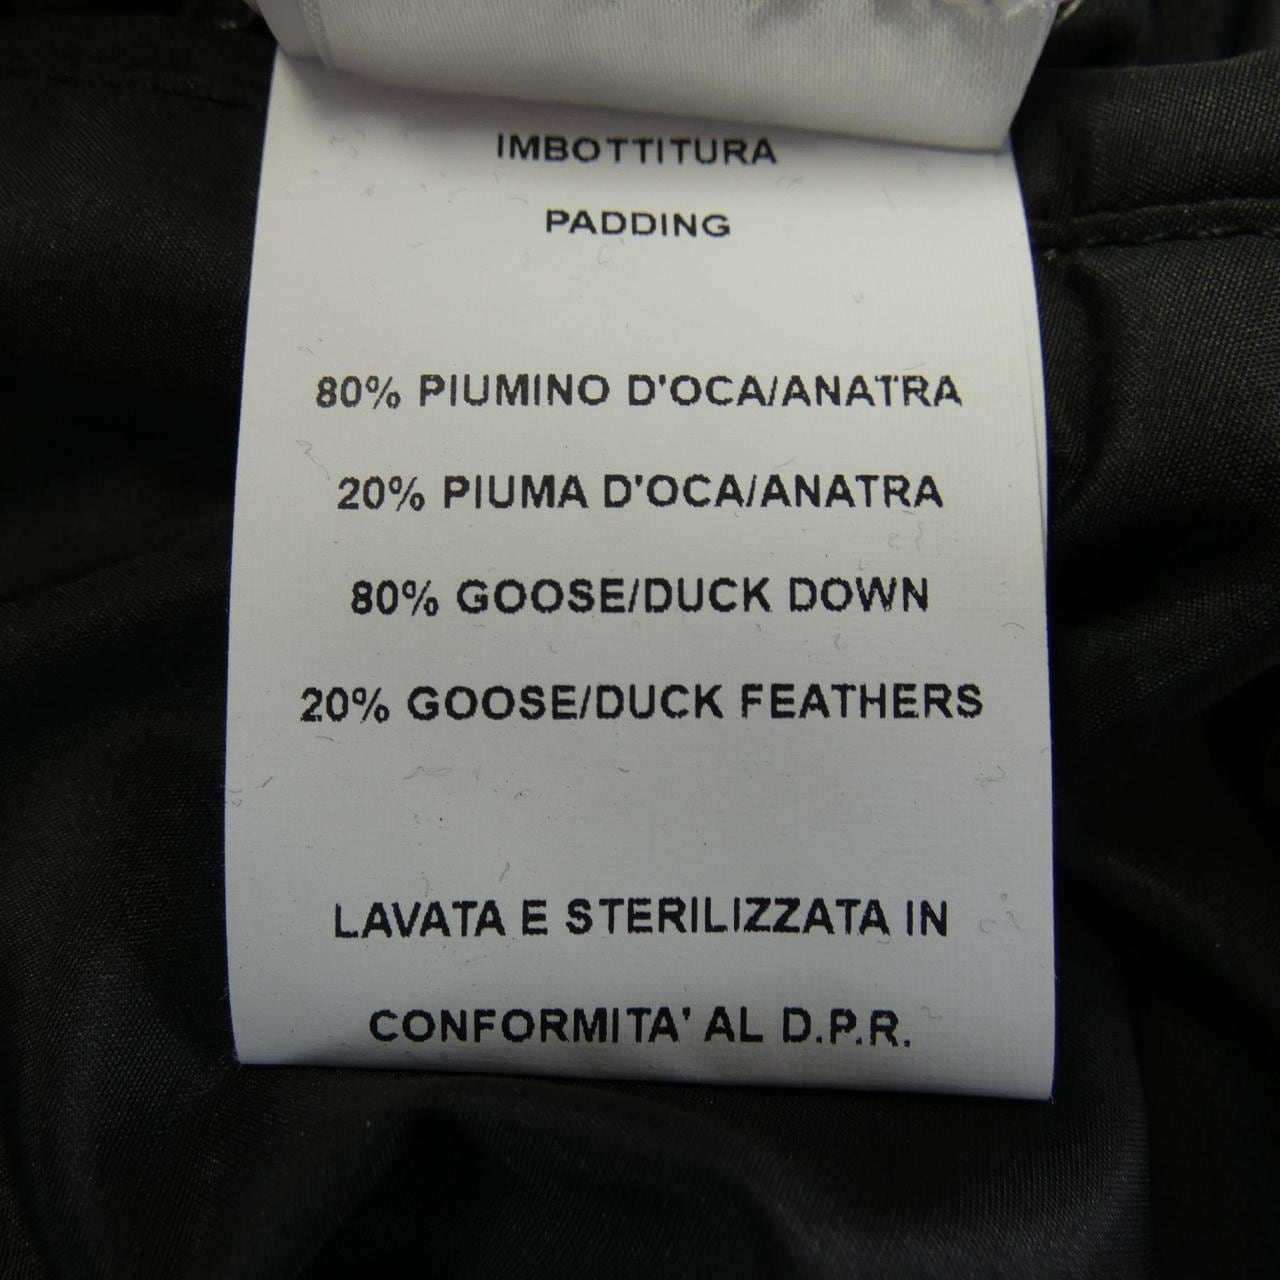 IMBOTTITURA
PADDING
80% PIUMINO D'OCA/ANATRA
20% PIUMA D'OCA/ANATRA
80% GOOSE/DUCK DOWN
20% GOOSE/DUCK FEATHERS
LAVATA E STERILIZZATA IN
CONFORMITA' AL D.P.R.